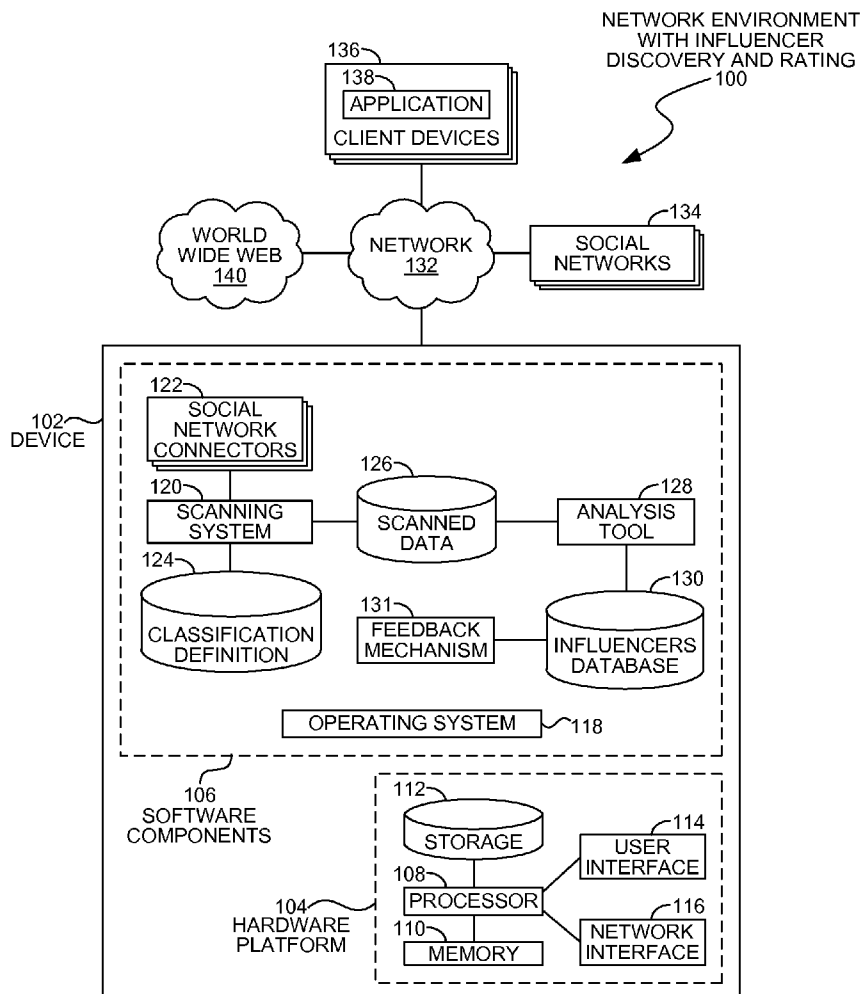 NETWORK ENVIRONMENT
WITH INFLUENCER
DISCOVERY AND RATING
100
136
138
APPLICATION
CLIENT DEVICES
WORLD
WIDE WEB
140
NETWORK
132
134
SOCIAL
NETWORKS
102
DEVICE
122
SOCIAL
NETWORK
CONNECTORS
120
SCANNING
SYSTEM
126
SCANNED
DATA
128
ANALYSIS
TOOL
124
CLASSIFICATION
DEFINITION
131
FEEDBACK
MECHANISM
130
INFLUENCERS
DATABASE
OPERATING SYSTEM
118
106
SOFTWARE
COMPONENTS
112
STORAGE
114
USER
INTERFACE
108
PROCESSOR
104
HARDWARE
PLATFORM
110
MEMORY
116
NETWORK
INTERFACE